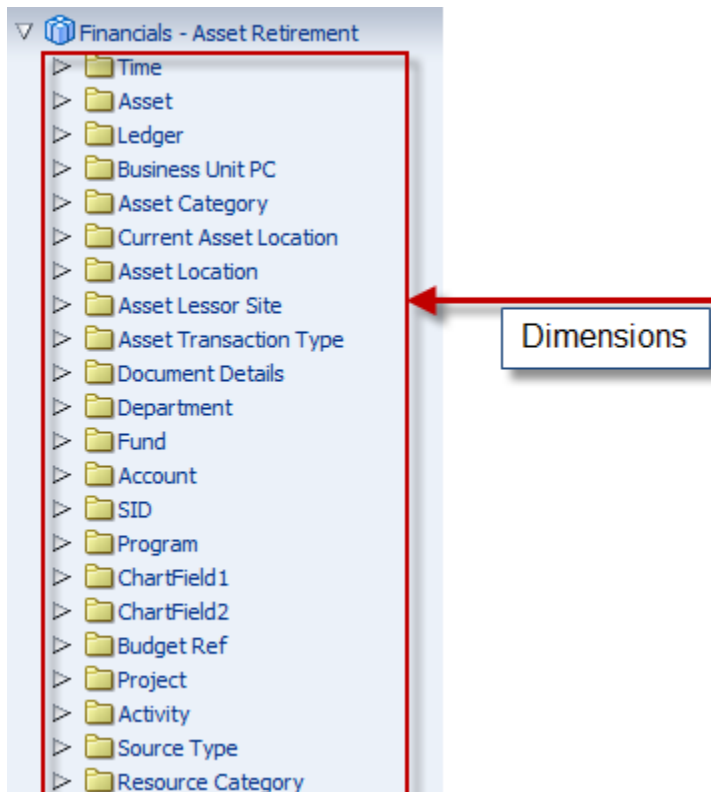 Financials - Asset Retirement
Time
Asset
Ledger
Business Unit PC
Asset Category
Current Asset Location
Asset Location
Asset Lessor Site
Asset Transaction Type
Document Details
Department
Fund
Account
SID
Program
ChartField1
ChartField2
Budget Ref
Project
Activity
Source Type
Resource Category
Dimensions